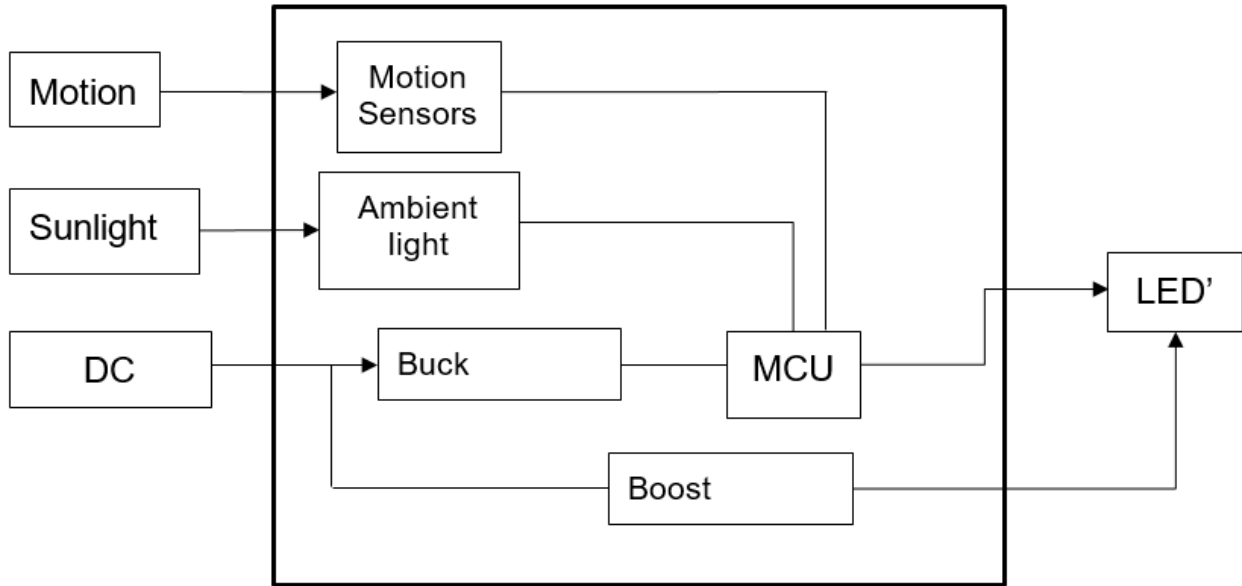 Motion
Motion
Sensors
Sunlight
Ambient
light
DC
Buck
MCU
LED’
Boost